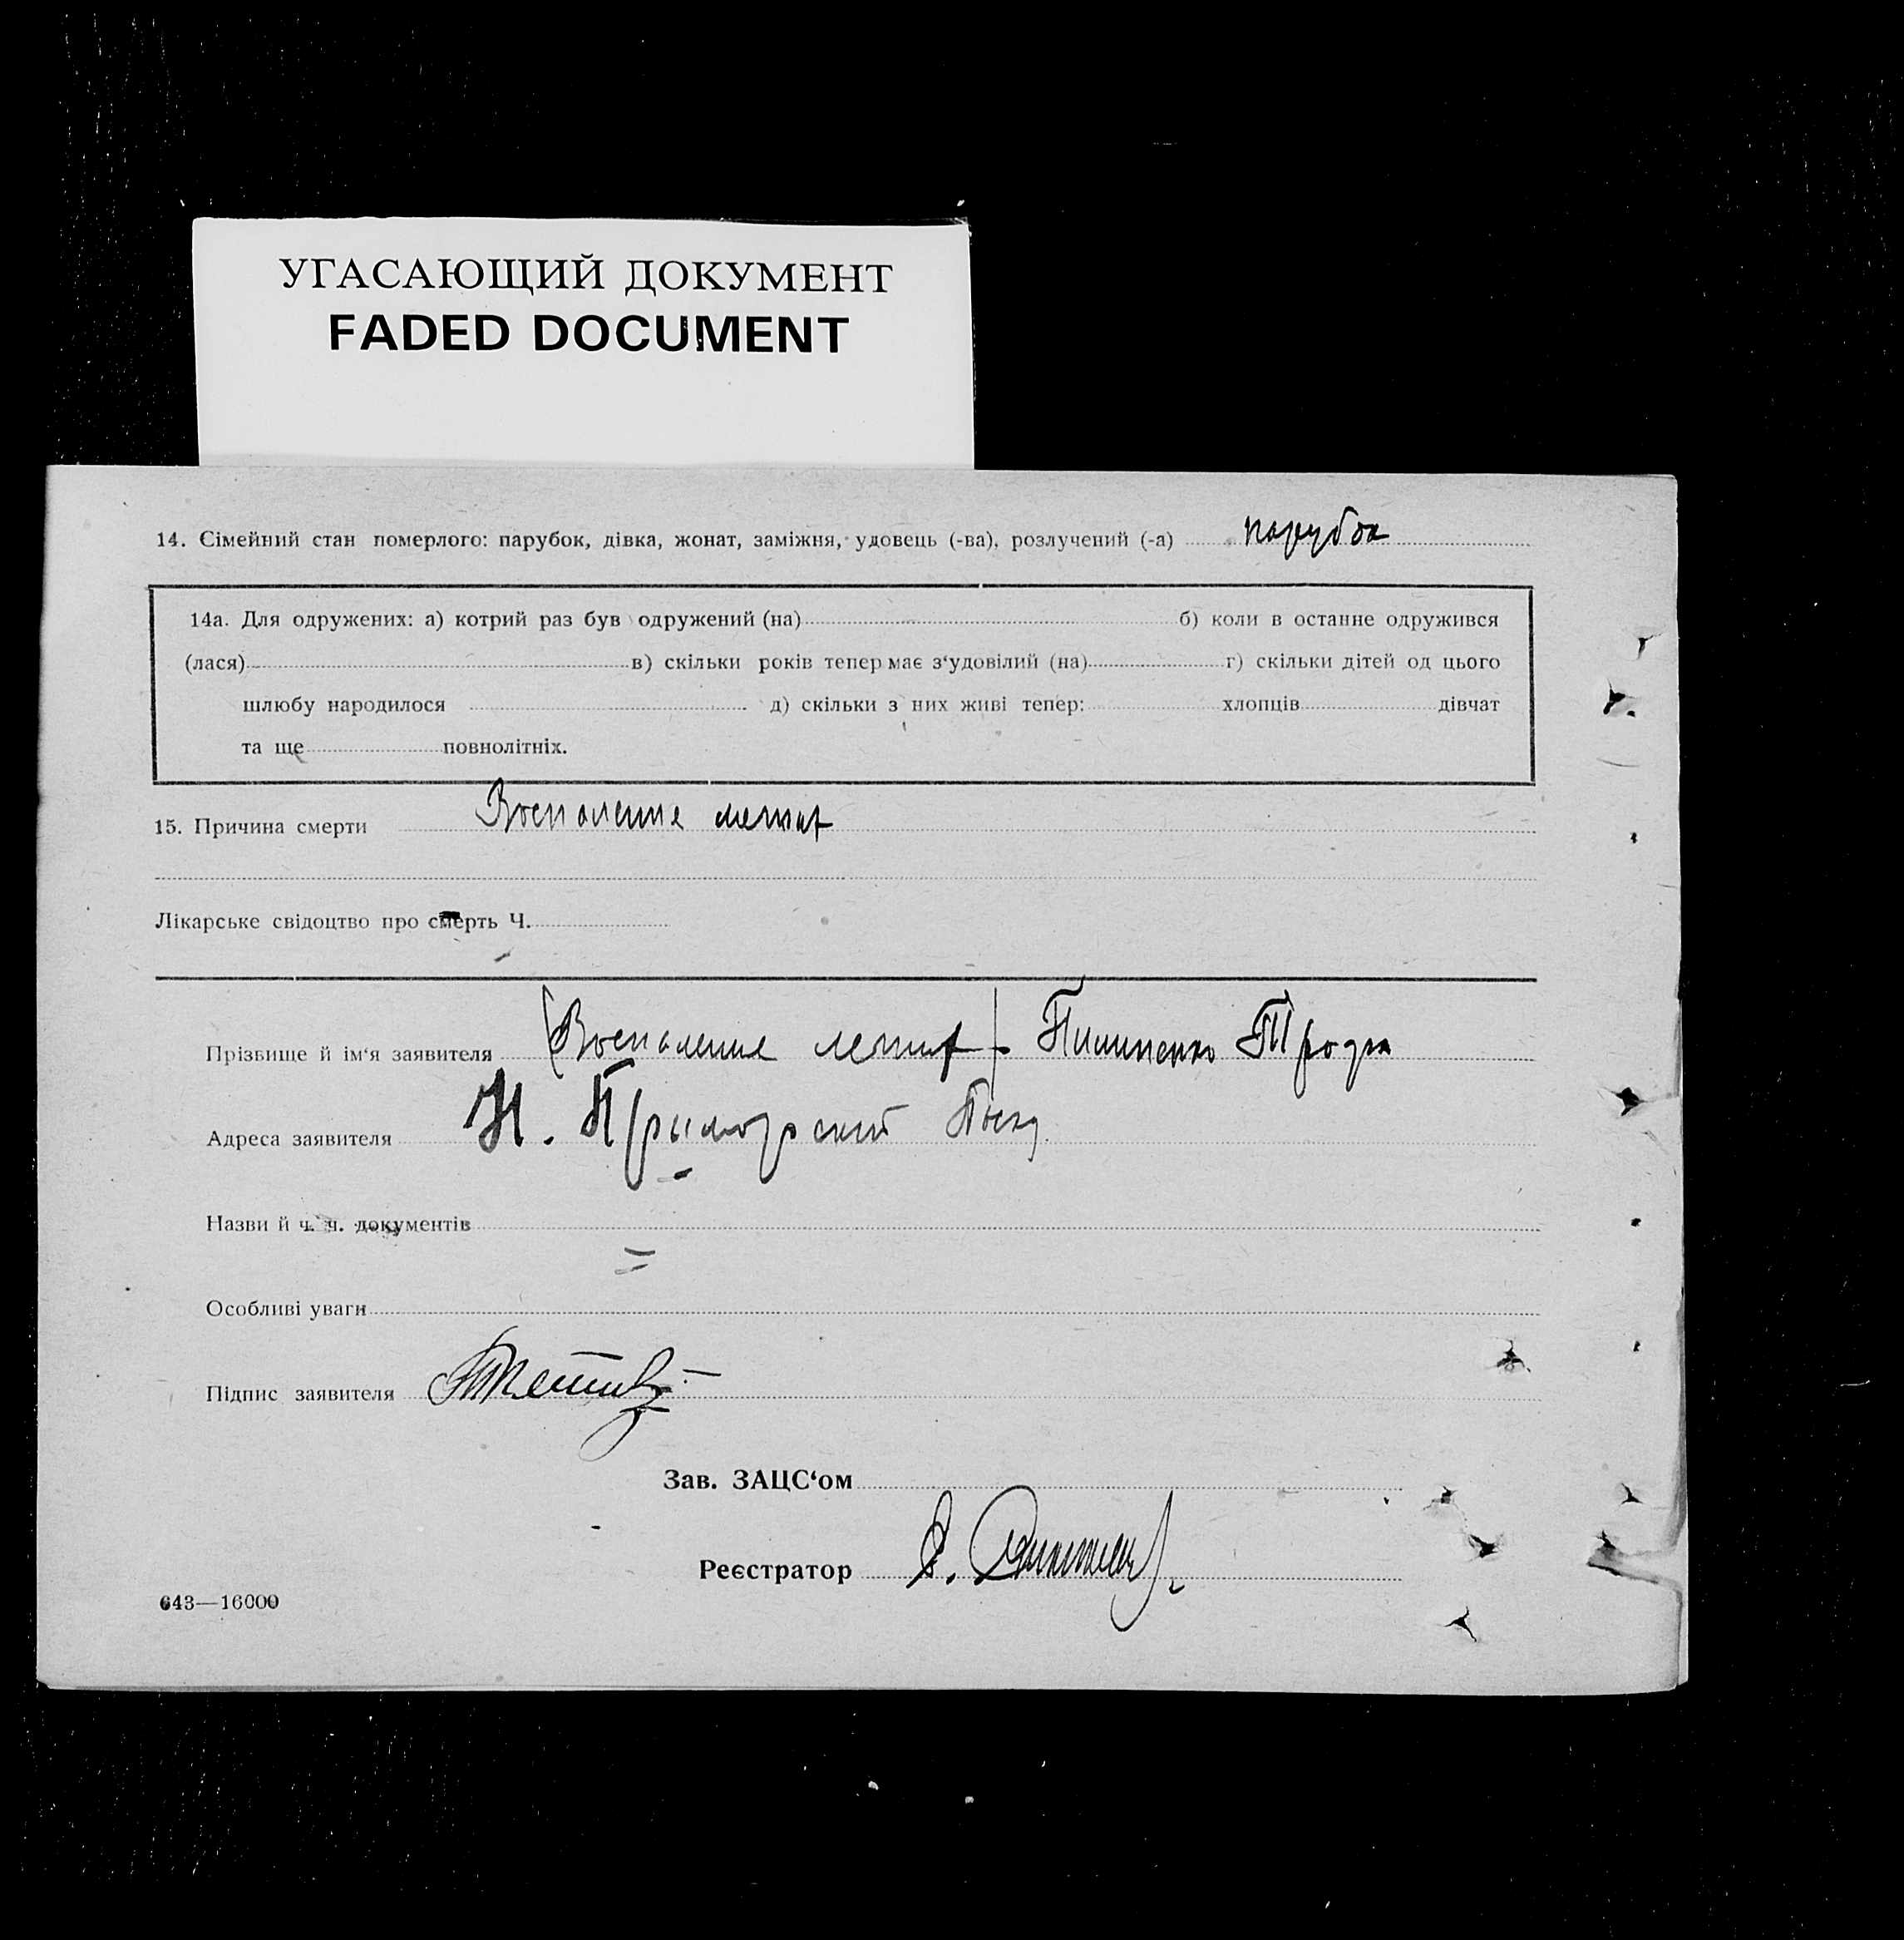 УГАСАЮЩИЙ ДОКУМЕНТ
FADED DOCUMENT
14. Сімейний стан померлого: парубок, дівка, жонат, заміжня, удовець (-ва), розлучений (-а) парубок
14а. Для одружених: а) котрий раз був одружений (на) б) коли в останне одружився
(лася) в) скільки років тепер має з‘удовілий (на) г) скільки дітей од цього
шлюбу народилося д) скільки з них живі тепер: хлопців дівчат
та ще повнолітніх.
15. Причина смерти Воспаление легких
Лікарське свідоцтво про смерть Ч.
Прізвище й ім‘я заявителя (Воспаление легких) Пилипенко
Адреса заявителя Н. Приморский
Назви й ч. ч. документів
Особливі уваги
Підпис заявителя
Зав. ЗАЦС‘ом
Реєстратор
643—16000